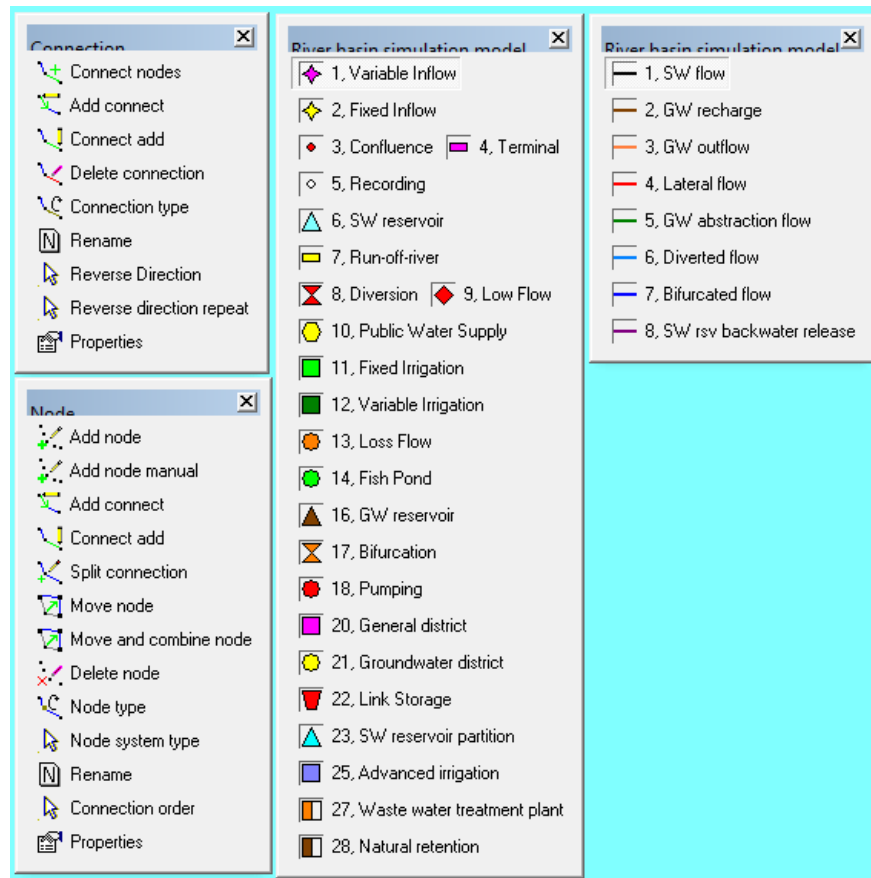 Connection
Connect nodes
Add connect
Connect add
Delete connection
Connection type
Rename
Reverse Direction
Reverse direction repeat
Properties
Node
Add node
Add node manual
Add connect
Connect add
Split connection
Move node
Move and combine node
Delete node
Node type
Node system type
Rename
Connection order
Properties
River basin simulation model
1, Variable Inflow
2, Fixed Inflow
3, Confluence 4, Terminal
5, Recording
6, SW reservoir
7, Run-off-river
8, Diversion 9, Low Flow
10, Public Water Supply
11, Fixed Irrigation
12, Variable Irrigation
13, Loss Flow
14, Fish Pond
16, GW reservoir
17, Bifurcation
18, Pumping
20, General district
21, Groundwater district
22, Link Storage
23, SW reservoir partition
25, Advanced irrigation
27, Waste water treatment plant
28, Natural retention
River basin simulation model
1, SW flow
2, GW recharge
3, GW outflow
4, Lateral flow
5, GW abstraction flow
6, Diverted flow
7, Bifurcated flow
8, SW rsv backwater release